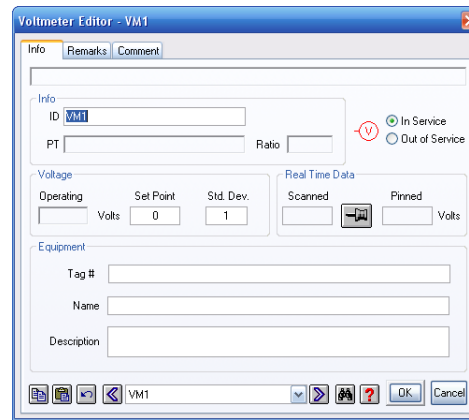 Voltmeter Editor - VM1
Info Remarks Comment
Info
ID VM1
PT Ratio
V
In Service
Out of Service
Voltage
Operating Set Point Std. Dev.
Volts 0 1
Real Time Data
Scanned Pinned
Volts
Equipment
Tag #
Name
Description
VM1 ? OK Cancel